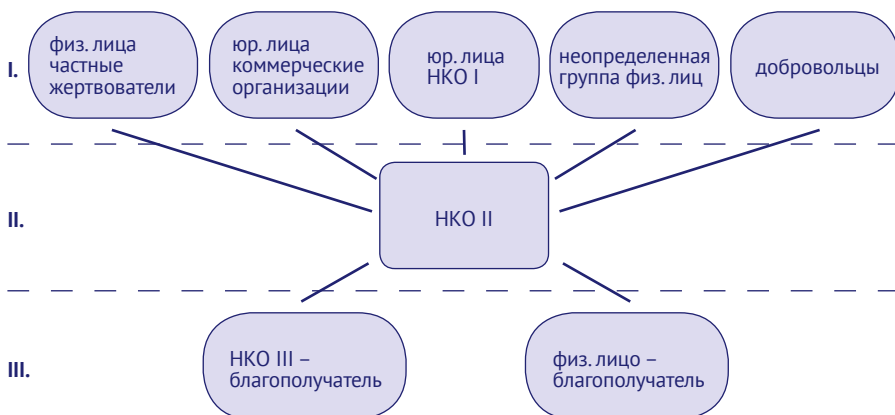 I.
физ. лица
частные
жертвователи
юр. лица
коммерческие
организации
юр. лица
НКО I
неопределенная
группа физ. лиц
добровольцы
II.
НКО II
III.
НКО III –
благополучатель
физ. лицо –
благополучатель